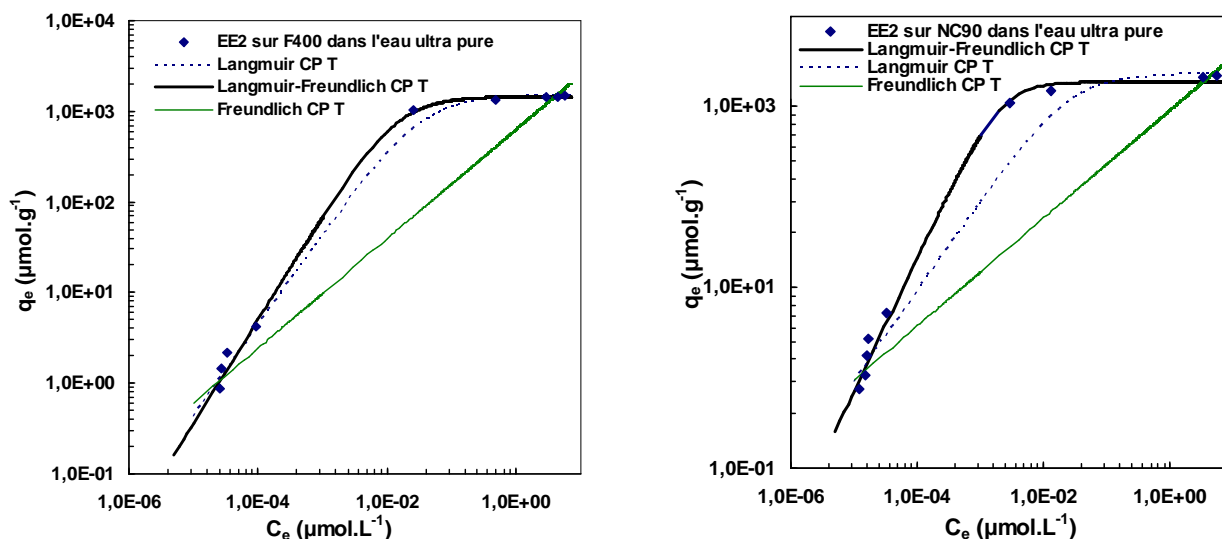 1,0E+04
EE2 sur F400 dans l'eau ultra pure
Langmuir CP T
Langmuir-Freundlich CP T
Freundlich CP T
1,0E+03
1,0E+02
1,0E+01
1,0E+00
1,0E-01
qe (µmol.g-1)
1,0E-06 1,0E-04 1,0E-02 1,0E+00
Ce (µmol.L-1)
EE2 sur NC90 dans l'eau ultra pure
Langmuir-Freundlich CP T
Langmuir CP T
Freundlich CP T
1,0E+03
1,0E+01
1,0E-01
qe (µmol.g-1)
1,0E-06 1,0E-04 1,0E-02 1,0E+00
Ce (µmol.L-1)